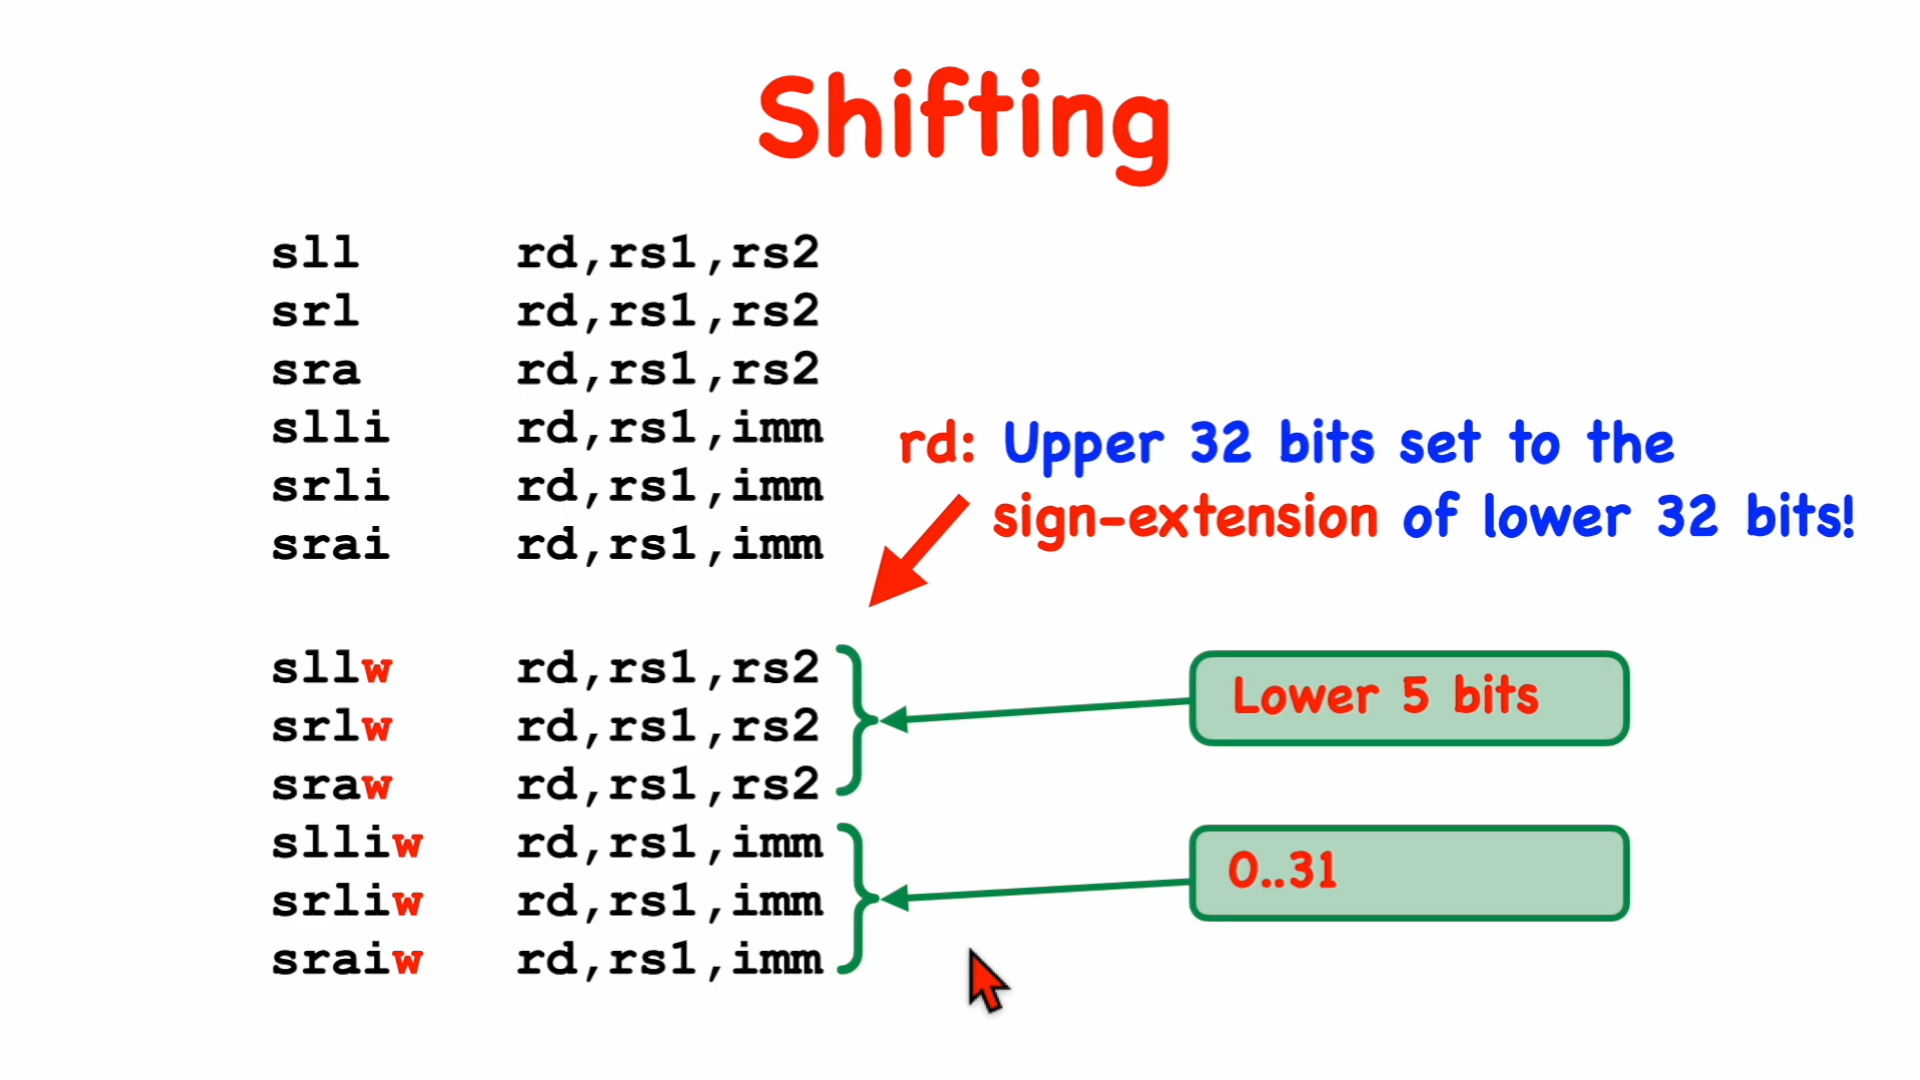 Shifting
sll rd,rs1,rs2
srl rd,rs1,rs2
sra rd,rs1,rs2
slli rd,rs1,imm
srli rd,rs1,imm
srai rd,rs1,imm
rd: Upper 32 bits set to the
sign-extension of lower 32 bits!
sllw rd,rs1,rs2
srlw rd,rs1,rs2
sraw rd,rs1,rs2
Lower 5 bits
slliw rd,rs1,imm
srliw rd,rs1,imm
sraiw rd,rs1,imm
0..31